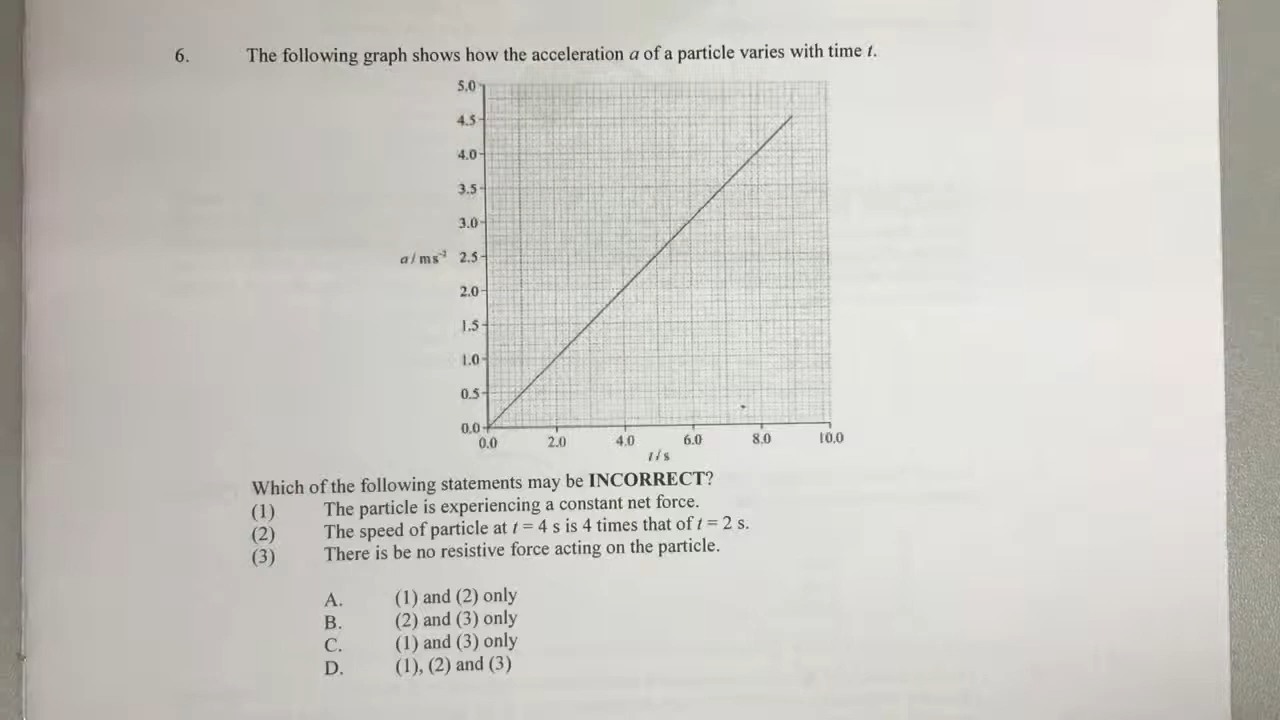 6. The following graph shows how the acceleration a of a particle varies with time t.
5.0
4.5
4.0
3.5
3.0
a / ms⁻² 2.5
2.0
1.5
1.0
0.5
0.0
0.0 2.0 4.0 6.0 8.0 10.0
t / s
Which of the following statements may be INCORRECT?
(1) The particle is experiencing a constant net force.
(2) The speed of particle at t = 4 s is 4 times that of t = 2 s.
(3) There is be no resistive force acting on the particle.
A. (1) and (2) only
B. (2) and (3) only
C. (1) and (3) only
D. (1), (2) and (3)